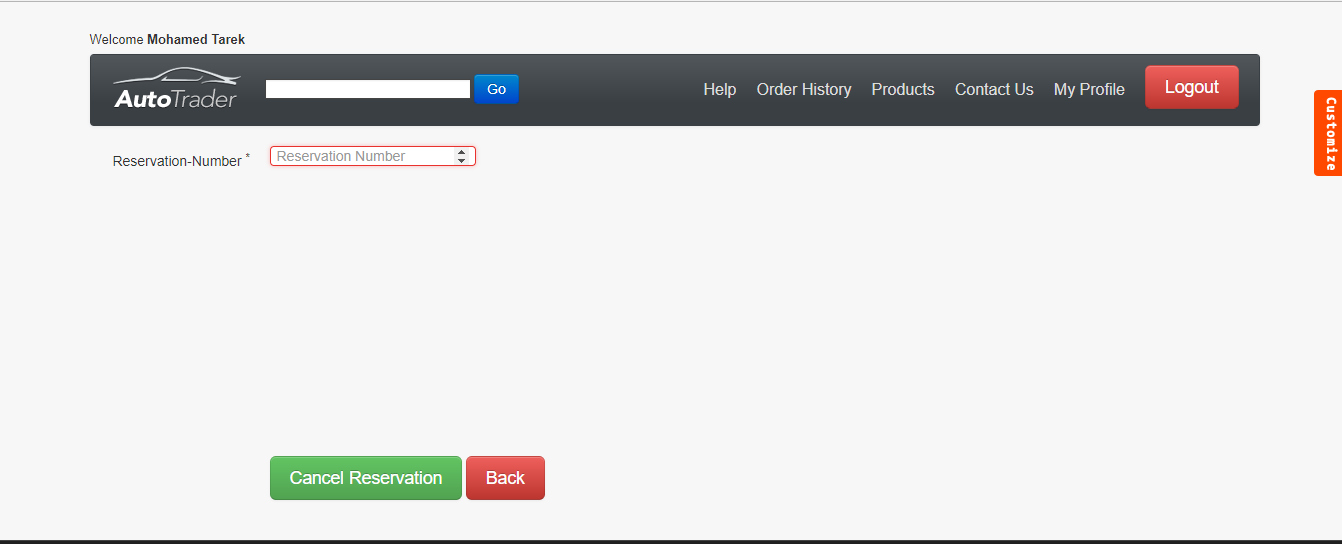 Welcome Mohamed Tarek
AutoTrader
Go
Help
Order History
Products
Contact Us
My Profile
Logout
Customize
Reservation-Number *
Reservation Number
Cancel Reservation
Back